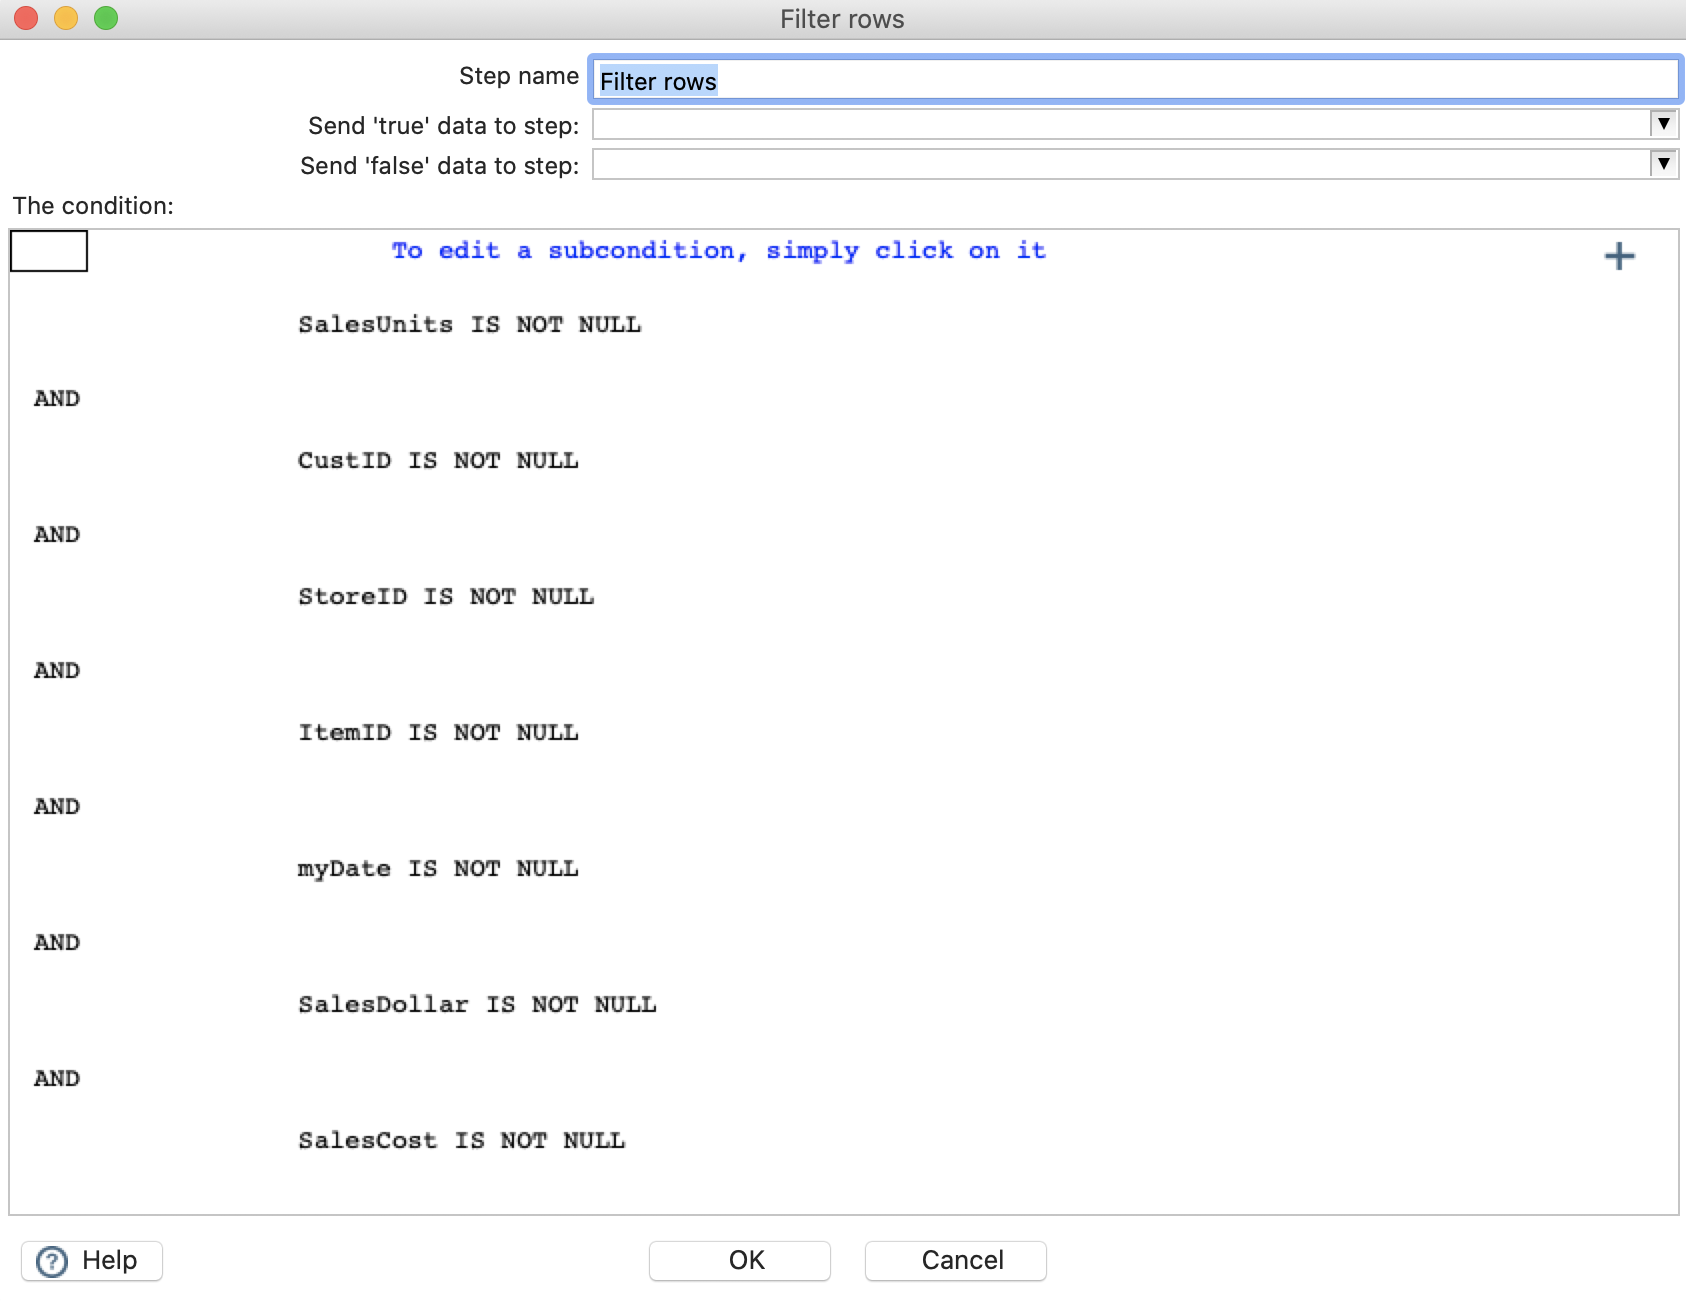 Filter rows
Step name Filter rows
Send 'true' data to step:
Send 'false' data to step:
The condition:
To edit a subcondition, simply click on it
SalesUnits IS NOT NULL
AND
CustID IS NOT NULL
AND
StoreID IS NOT NULL
AND
ItemID IS NOT NULL
AND
myDate IS NOT NULL
AND
SalesDollar IS NOT NULL
AND
SalesCost IS NOT NULL
? Help OK Cancel